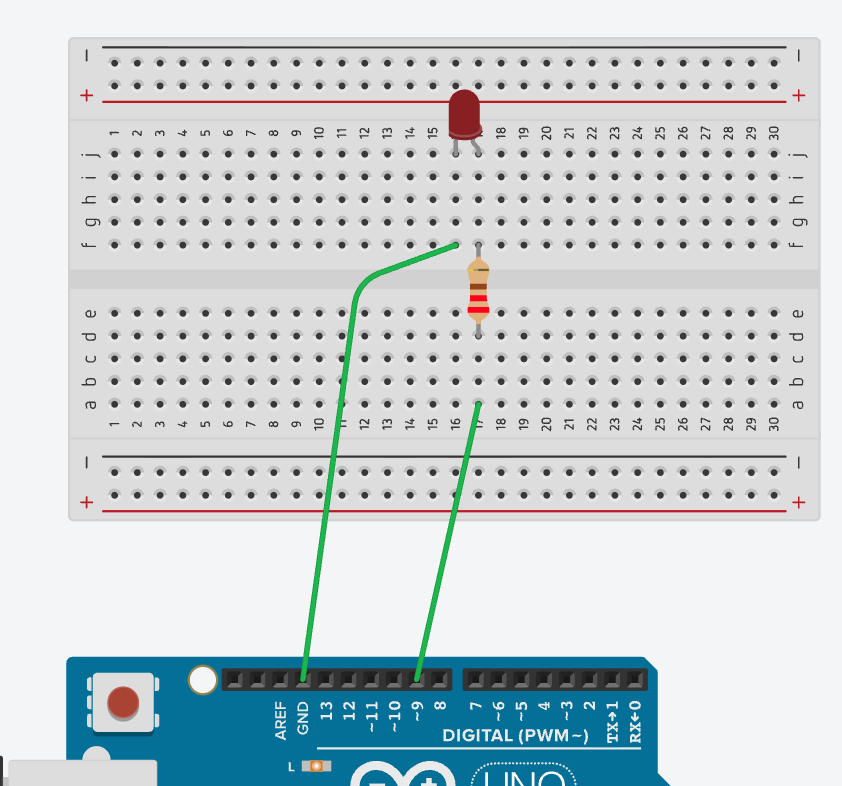 − −
+ +
1 2 3 4 5 6 7 8 9 10 11 12 13 14 15 18 19 20 21 22 23 24 25 26 27 28 29 30
j j
i i
h h
g g
f f
e e
d d
c c
b b
a a
1 2 3 4 5 6 7 8 9 10 11 12 13 14 15 16 17 18 19 20 21 22 23 24 25 26 27 28 29 30
− −
+ +
AREF GND 13 12 ~11 ~10 ~9 8 7 ~6 ~5 4 ~3 2 TX→1 RX←0
DIGITAL (PWM~)
L
− +
UNO